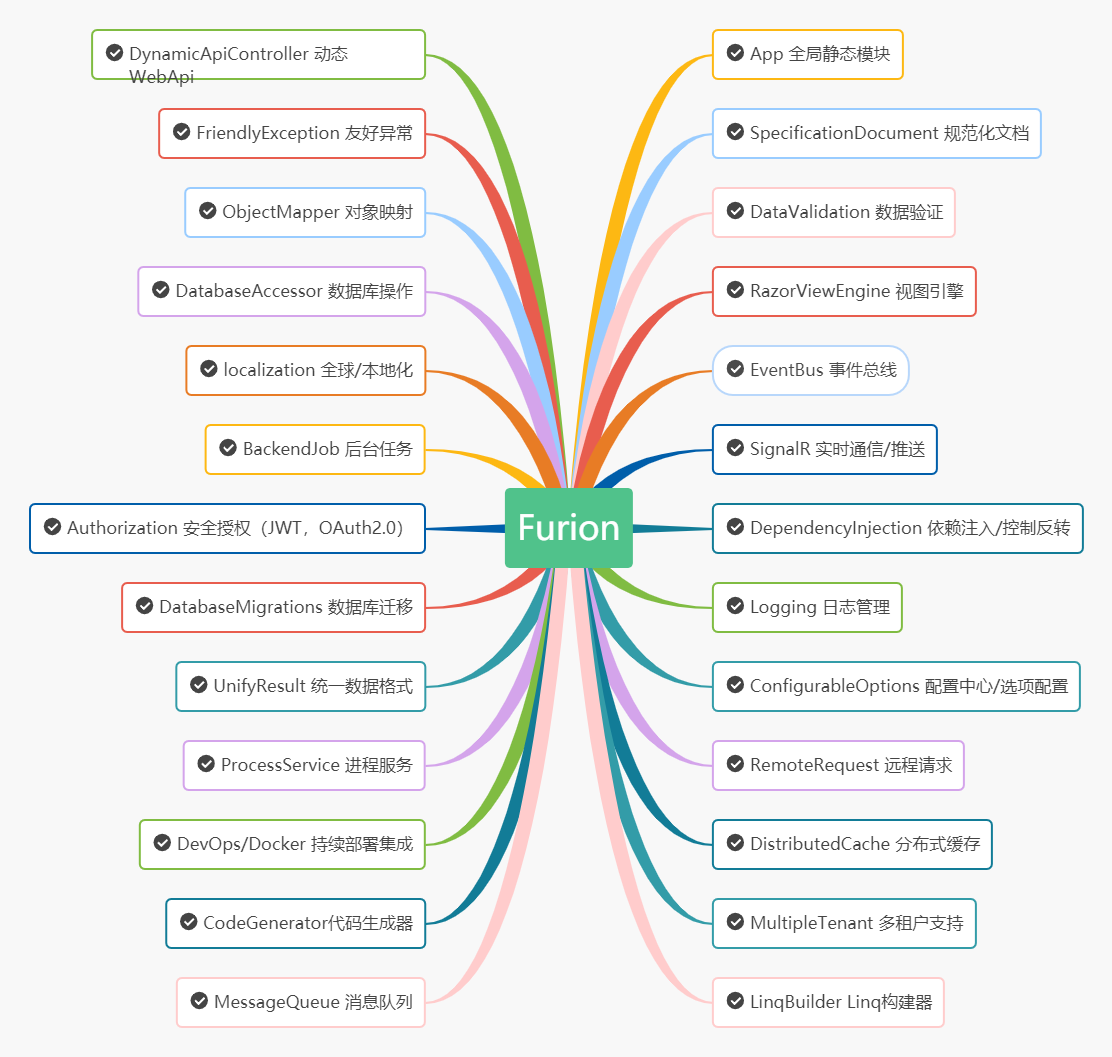 DynamicApiController 动态
WebApi
FriendlyException 友好异常
ObjectMapper 对象映射
DatabaseAccessor 数据库操作
localization 全球/本地化
BackendJob 后台任务
Authorization 安全授权（JWT，OAuth2.0）
DatabaseMigrations 数据库迁移
UnifyResult 统一数据格式
ProcessService 进程服务
DevOps/Docker 持续部署集成
CodeGenerator代码生成器
MessageQueue 消息队列
Furion
App 全局静态模块
SpecificationDocument 规范化文档
DataValidation 数据验证
RazorViewEngine 视图引擎
EventBus 事件总线
SignalR 实时通信/推送
DependencyInjection 依赖注入/控制反转
Logging 日志管理
ConfigurableOptions 配置中心/选项配置
RemoteRequest 远程请求
DistributedCache 分布式缓存
MultipleTenant 多租户支持
LinqBuilder Linq构建器